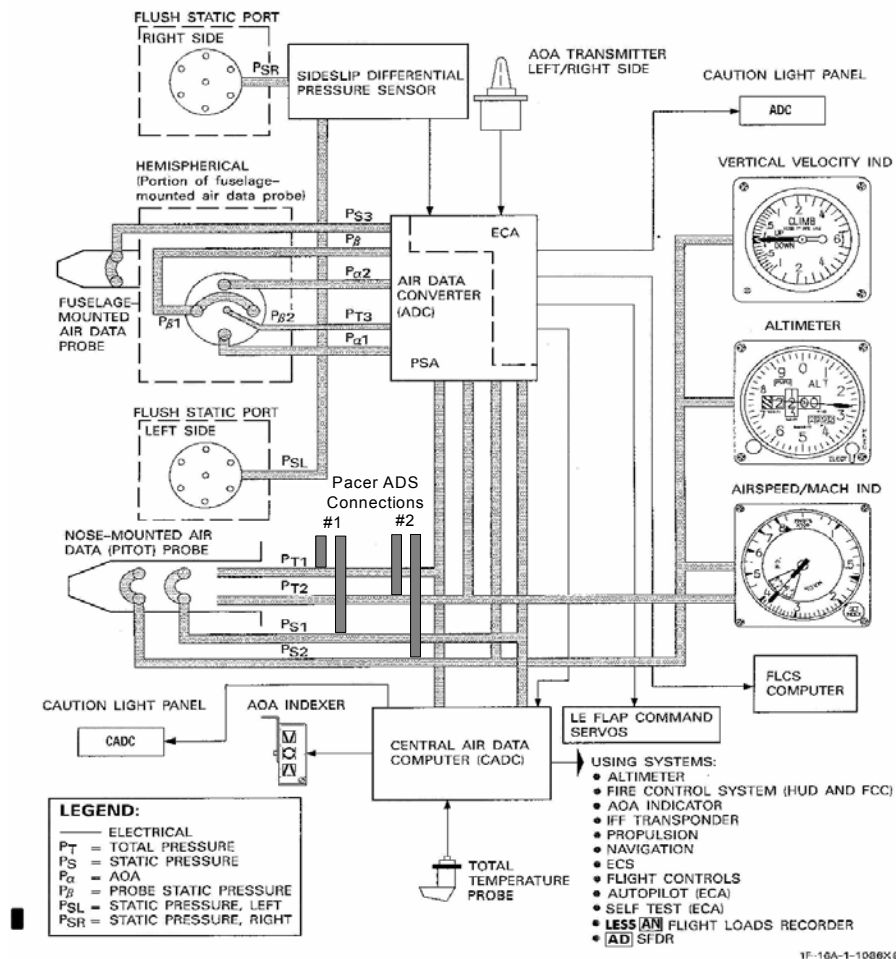 FLUSH STATIC PORT
RIGHT SIDE
PSR
SIDESLIP DIFFERENTIAL
PRESSURE SENSOR
AOA TRANSMITTER
LEFT/RIGHT SIDE
CAUTION LIGHT PANEL
ADC
VERTICAL VELOCITY IND
CLIMB
UP
DOWN
HEMISPHERICAL
(Portion of fuselage-
mounted air data probe)
PS3
Pβ
Pα2
PT3
Pα1
Pβ1
Pβ2
ECA
AIR DATA
CONVERTER
(ADC)
PSA
FUSELAGE-
MOUNTED
AIR DATA
PROBE
ALTIMETER
ALT
FLUSH STATIC PORT
LEFT SIDE
PSL
Pacer ADS
Connections
#1
#2
AIRSPEED/MACH IND
NOSE-MOUNTED AIR
DATA (PITOT) PROBE
PT1
PT2
PS1
PS2
FLCS
COMPUTER
CAUTION LIGHT PANEL
CADC
AOA INDEXER
CENTRAL AIR DATA
COMPUTER (CADC)
LE FLAP COMMAND
SERVOS
USING SYSTEMS:
• ALTIMETER
• FIRE CONTROL SYSTEM (HUD AND FCC)
• AOA INDICATOR
• IFF TRANSPONDER
• PROPULSION
• NAVIGATION
• ECS
• FLIGHT CONTROLS
• AUTOPILOT (ECA)
• SELF TEST (ECA)
• LESS AN FLIGHT LOADS RECORDER
• AD SFDR
TOTAL
TEMPERATURE
PROBE
LEGEND:
ELECTRICAL
PT = TOTAL PRESSURE
PS = STATIC PRESSURE
Pα = AOA
Pβ = PROBE STATIC PRESSURE
PSL = STATIC PRESSURE, LEFT
PSR = STATIC PRESSURE, RIGHT